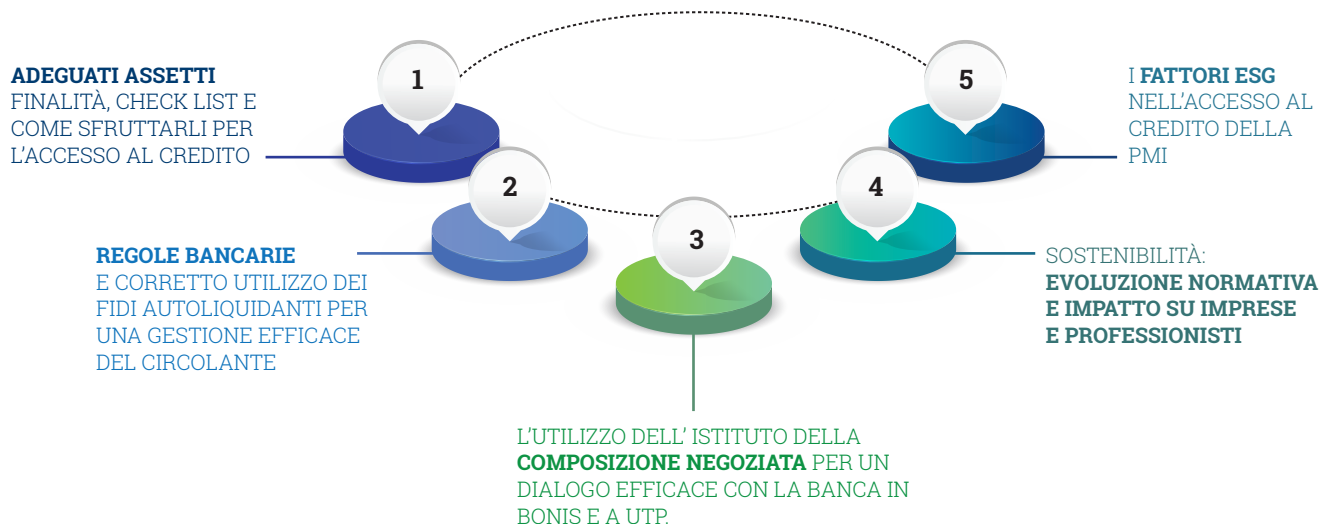 1
ADEGUATI ASSETTI
FINALITÀ, CHECK LIST E
COME SFRUTTARLI PER
L'ACCESSO AL CREDITO
2
REGOLE BANCARIE
E CORRETTO UTILIZZO DEI
FIDI AUTOLIQUIDANTI PER
UNA GESTIONE EFFICACE
DEL CIRCOLANTE
3
L'UTILIZZO DELL' ISTITUTO DELLA
COMPOSIZIONE NEGOZIATA PER UN
DIALOGO EFFICACE CON LA BANCA IN
BONIS E A UTP.
4
SOSTENIBILITÀ:
EVOLUZIONE NORMATIVA
E IMPATTO SU IMPRESE
E PROFESSIONISTI
5
I FATTORI ESG
NELL'ACCESSO AL
CREDITO DELLA
PMI